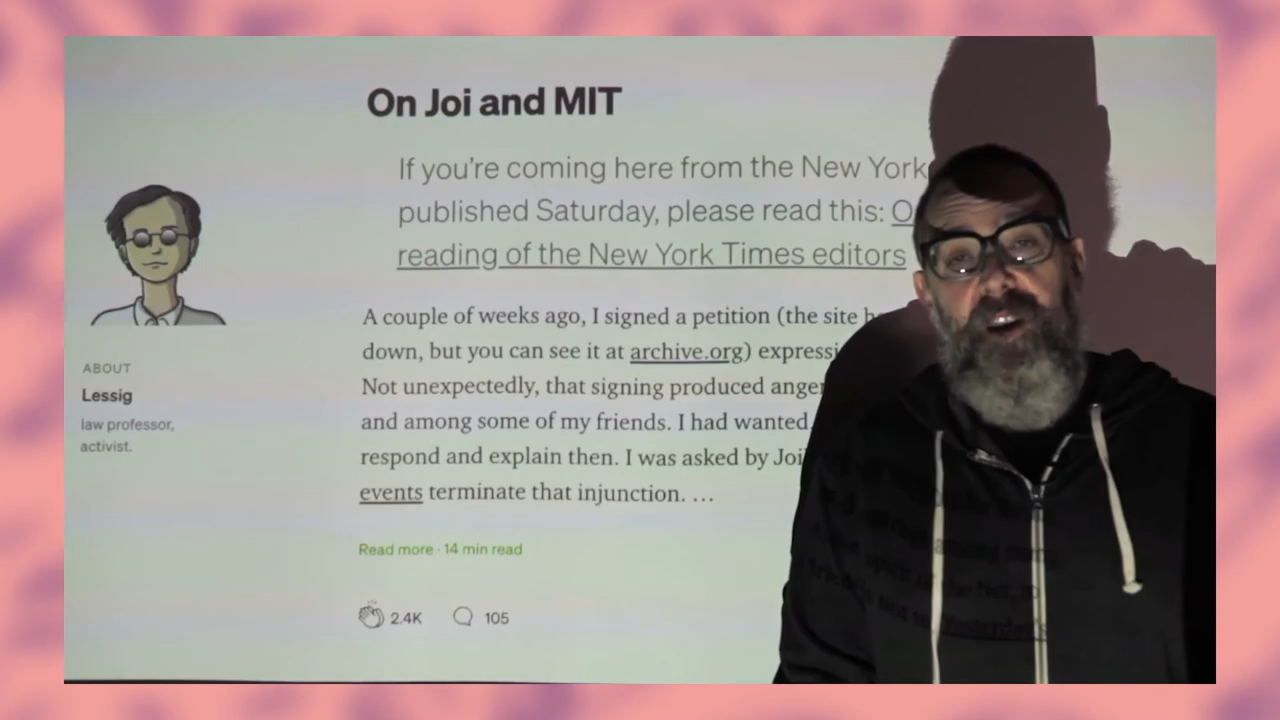 On Joi and MIT
If you're coming here from the New York
published Saturday, please read this:
reading of the New York Times editors
A couple of weeks ago, I signed a petition (the site
down, but you can see it at archive.org)
Not unexpectedly, that signing produced
and among some of my friends. I had wanted
respond and explain then. I was asked by
events terminate that injunction. …
Read more · 14 min read
2.4K 105
ABOUT
Lessig
law professor,
activist.